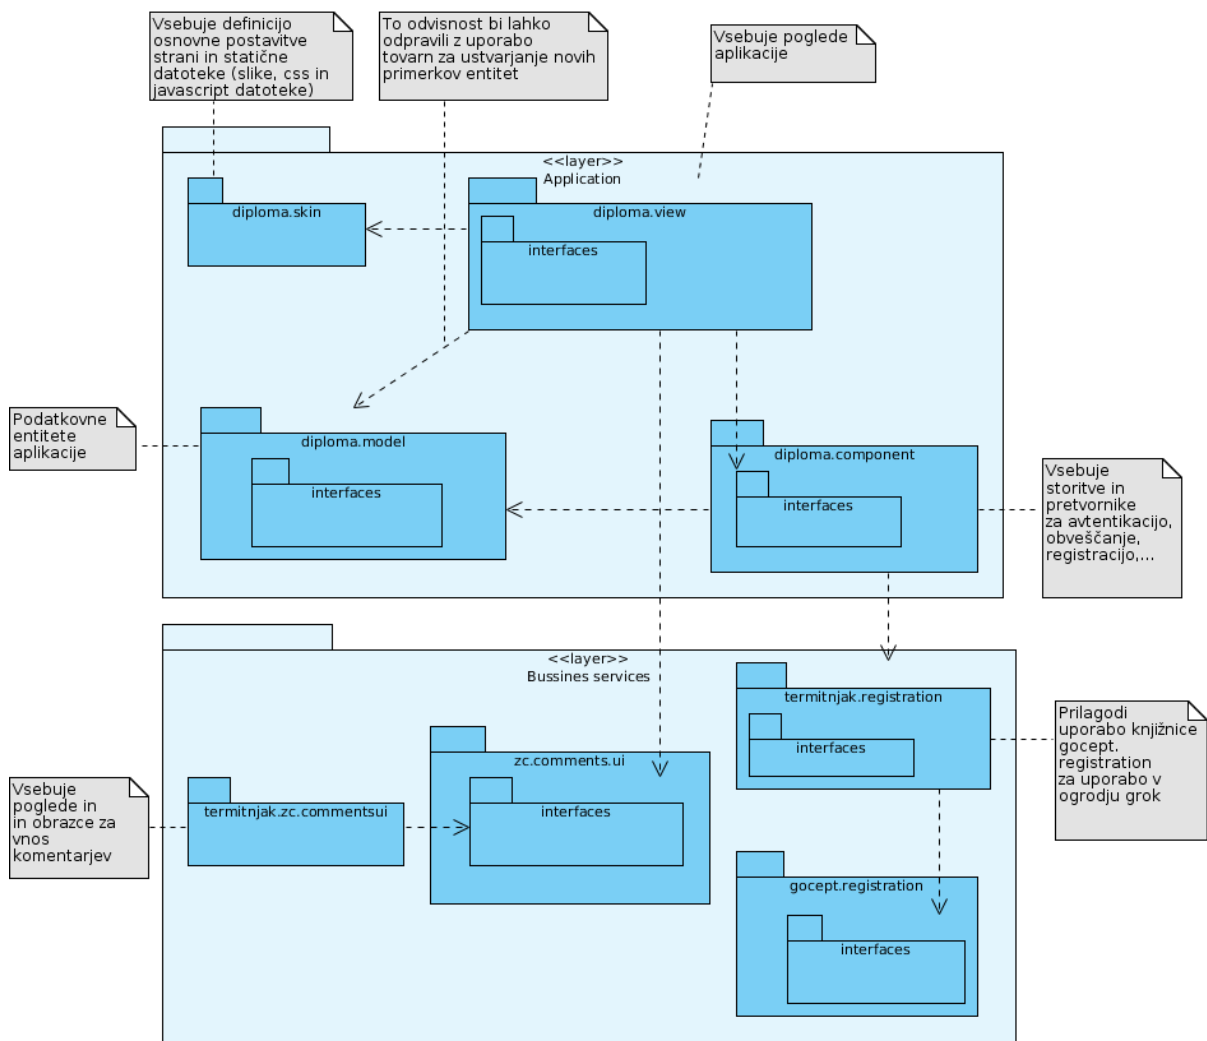 Vsebuje definicijo
osnovne postavitve
strani in statične
datoteke (slike, css in
javascript datoteke)
To odvisnost bi lahko
odpravili z uporabo
tovarn za ustvarjanje novih
primerkov entitet
Vsebuje poglede
aplikacije
<<layer>>
Application
diploma.skin
diploma.view
interfaces
Podatkovne
entitete
aplikacije
diploma.model
interfaces
diploma.component
interfaces
Vsebuje
storitve in
pretvornike
za avtentikacijo,
obveščanje,
registracijo,...
<<layer>>
Bussines services
termitnjak.registration
interfaces
Prilagodi
uporabo knjižnice
gocept.
registration
za uporabo v
ogrodju grok
zc.comments.ui
interfaces
Vsebuje
poglede in
in obrazce za
vnos
komentarjev
termitnjak.zc.commentsui
gocept.registration
interfaces